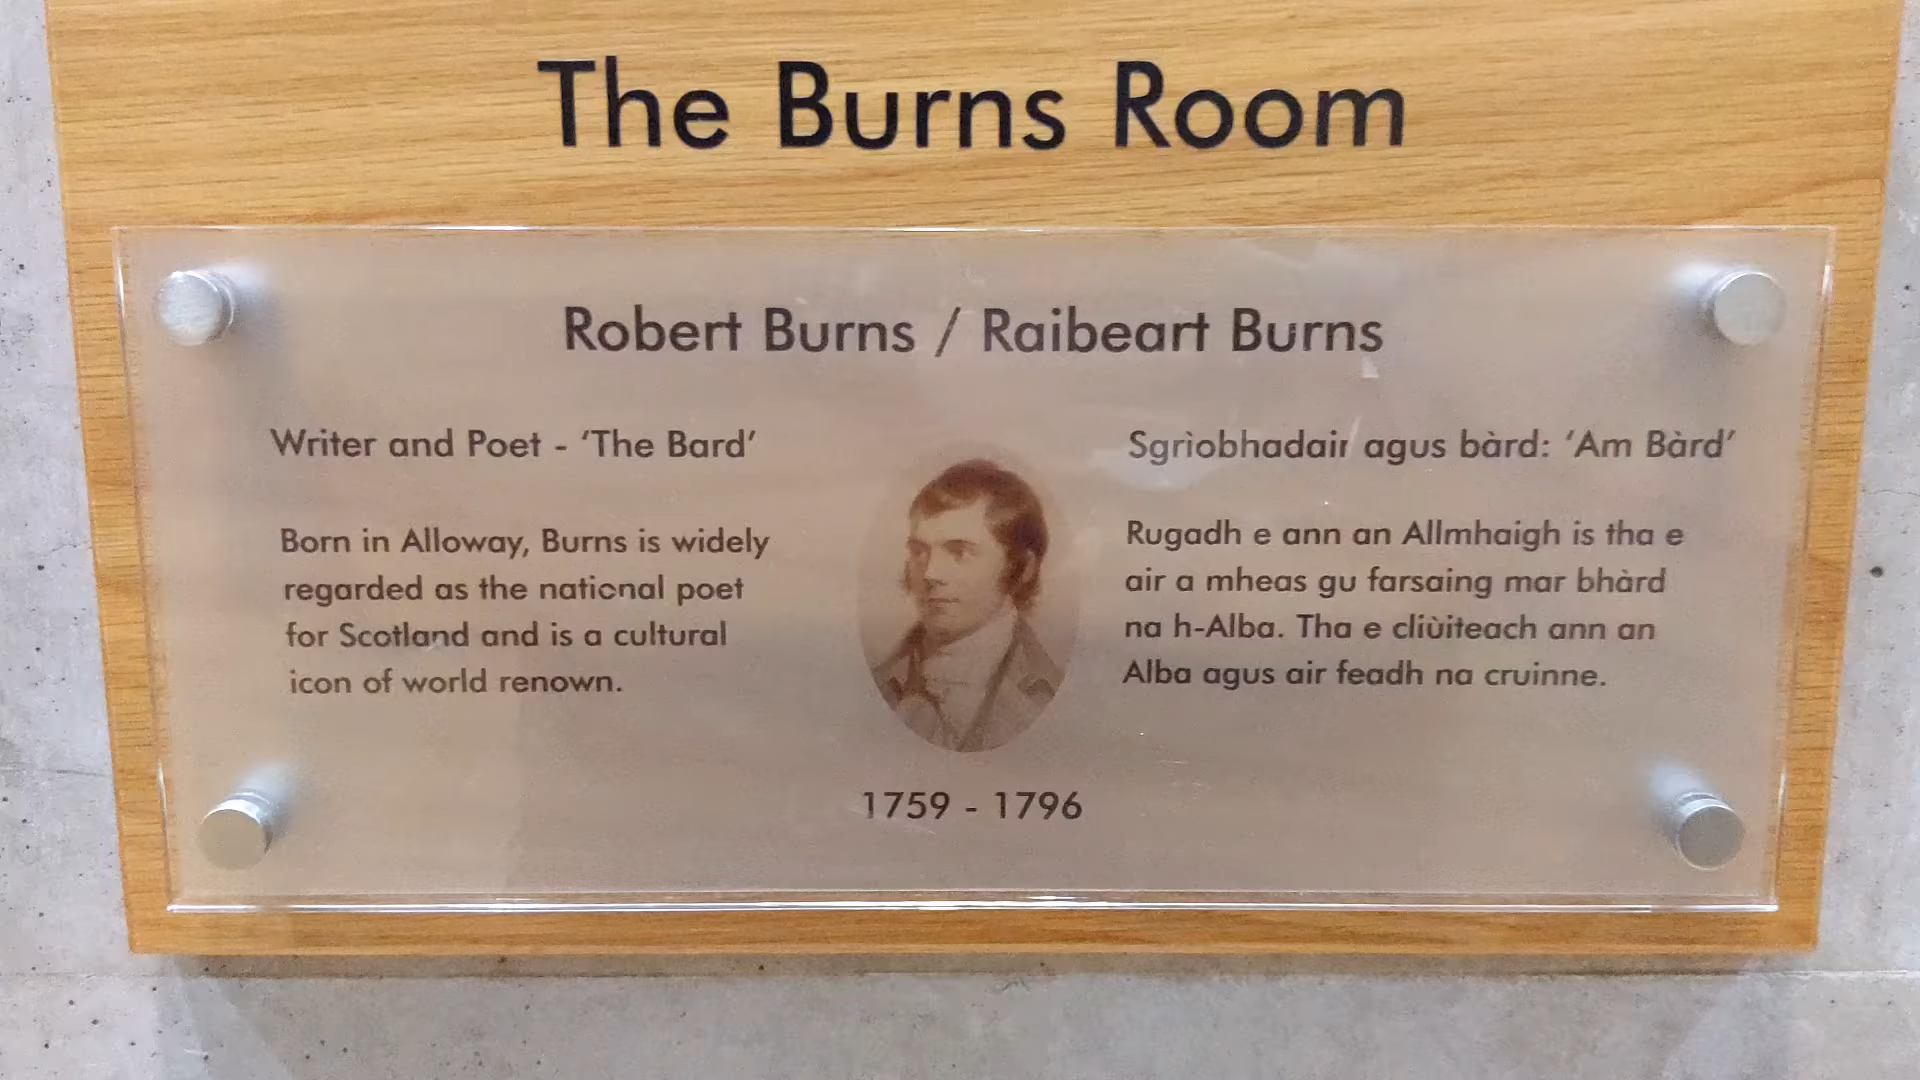 The Burns Room
Robert Burns / Raibeart Burns
Writer and Poet - ‘The Bard’
Born in Alloway, Burns is widely
regarded as the national poet
for Scotland and is a cultural
icon of world renown.
Sgrìobhadair agus bàrd: ‘Am Bàrd’
Rugadh e ann an Allmhaigh is tha e
air a mheas gu farsaing mar bhàrd
na h-Alba. Tha e cliùiteach ann an
Alba agus air feadh na cruinne.
1759 - 1796